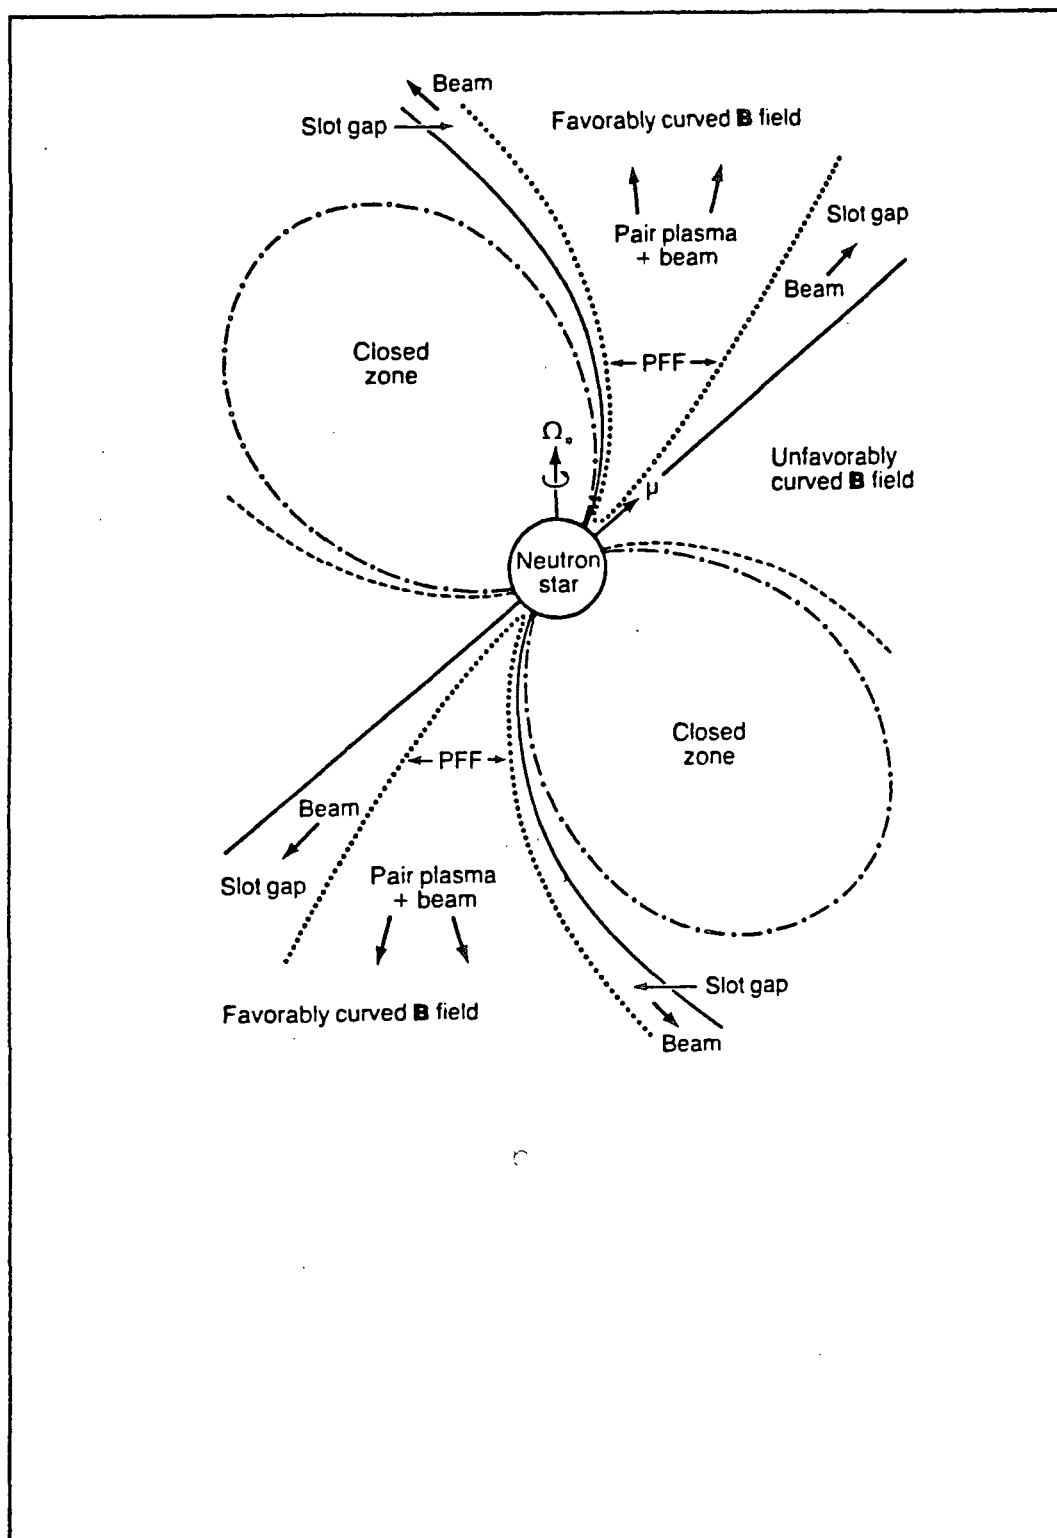 Beam
Slot gap
Favorably curved B field
Slot gap
Pair plasma
+ beam
Beam
Closed
zone
PFF
Ω*
μ
Unfavorably
curved B field
Neutron
star
Closed
zone
PFF
Beam
Slot gap
Pair plasma
+ beam
Slot gap
Favorably curved B field
Beam